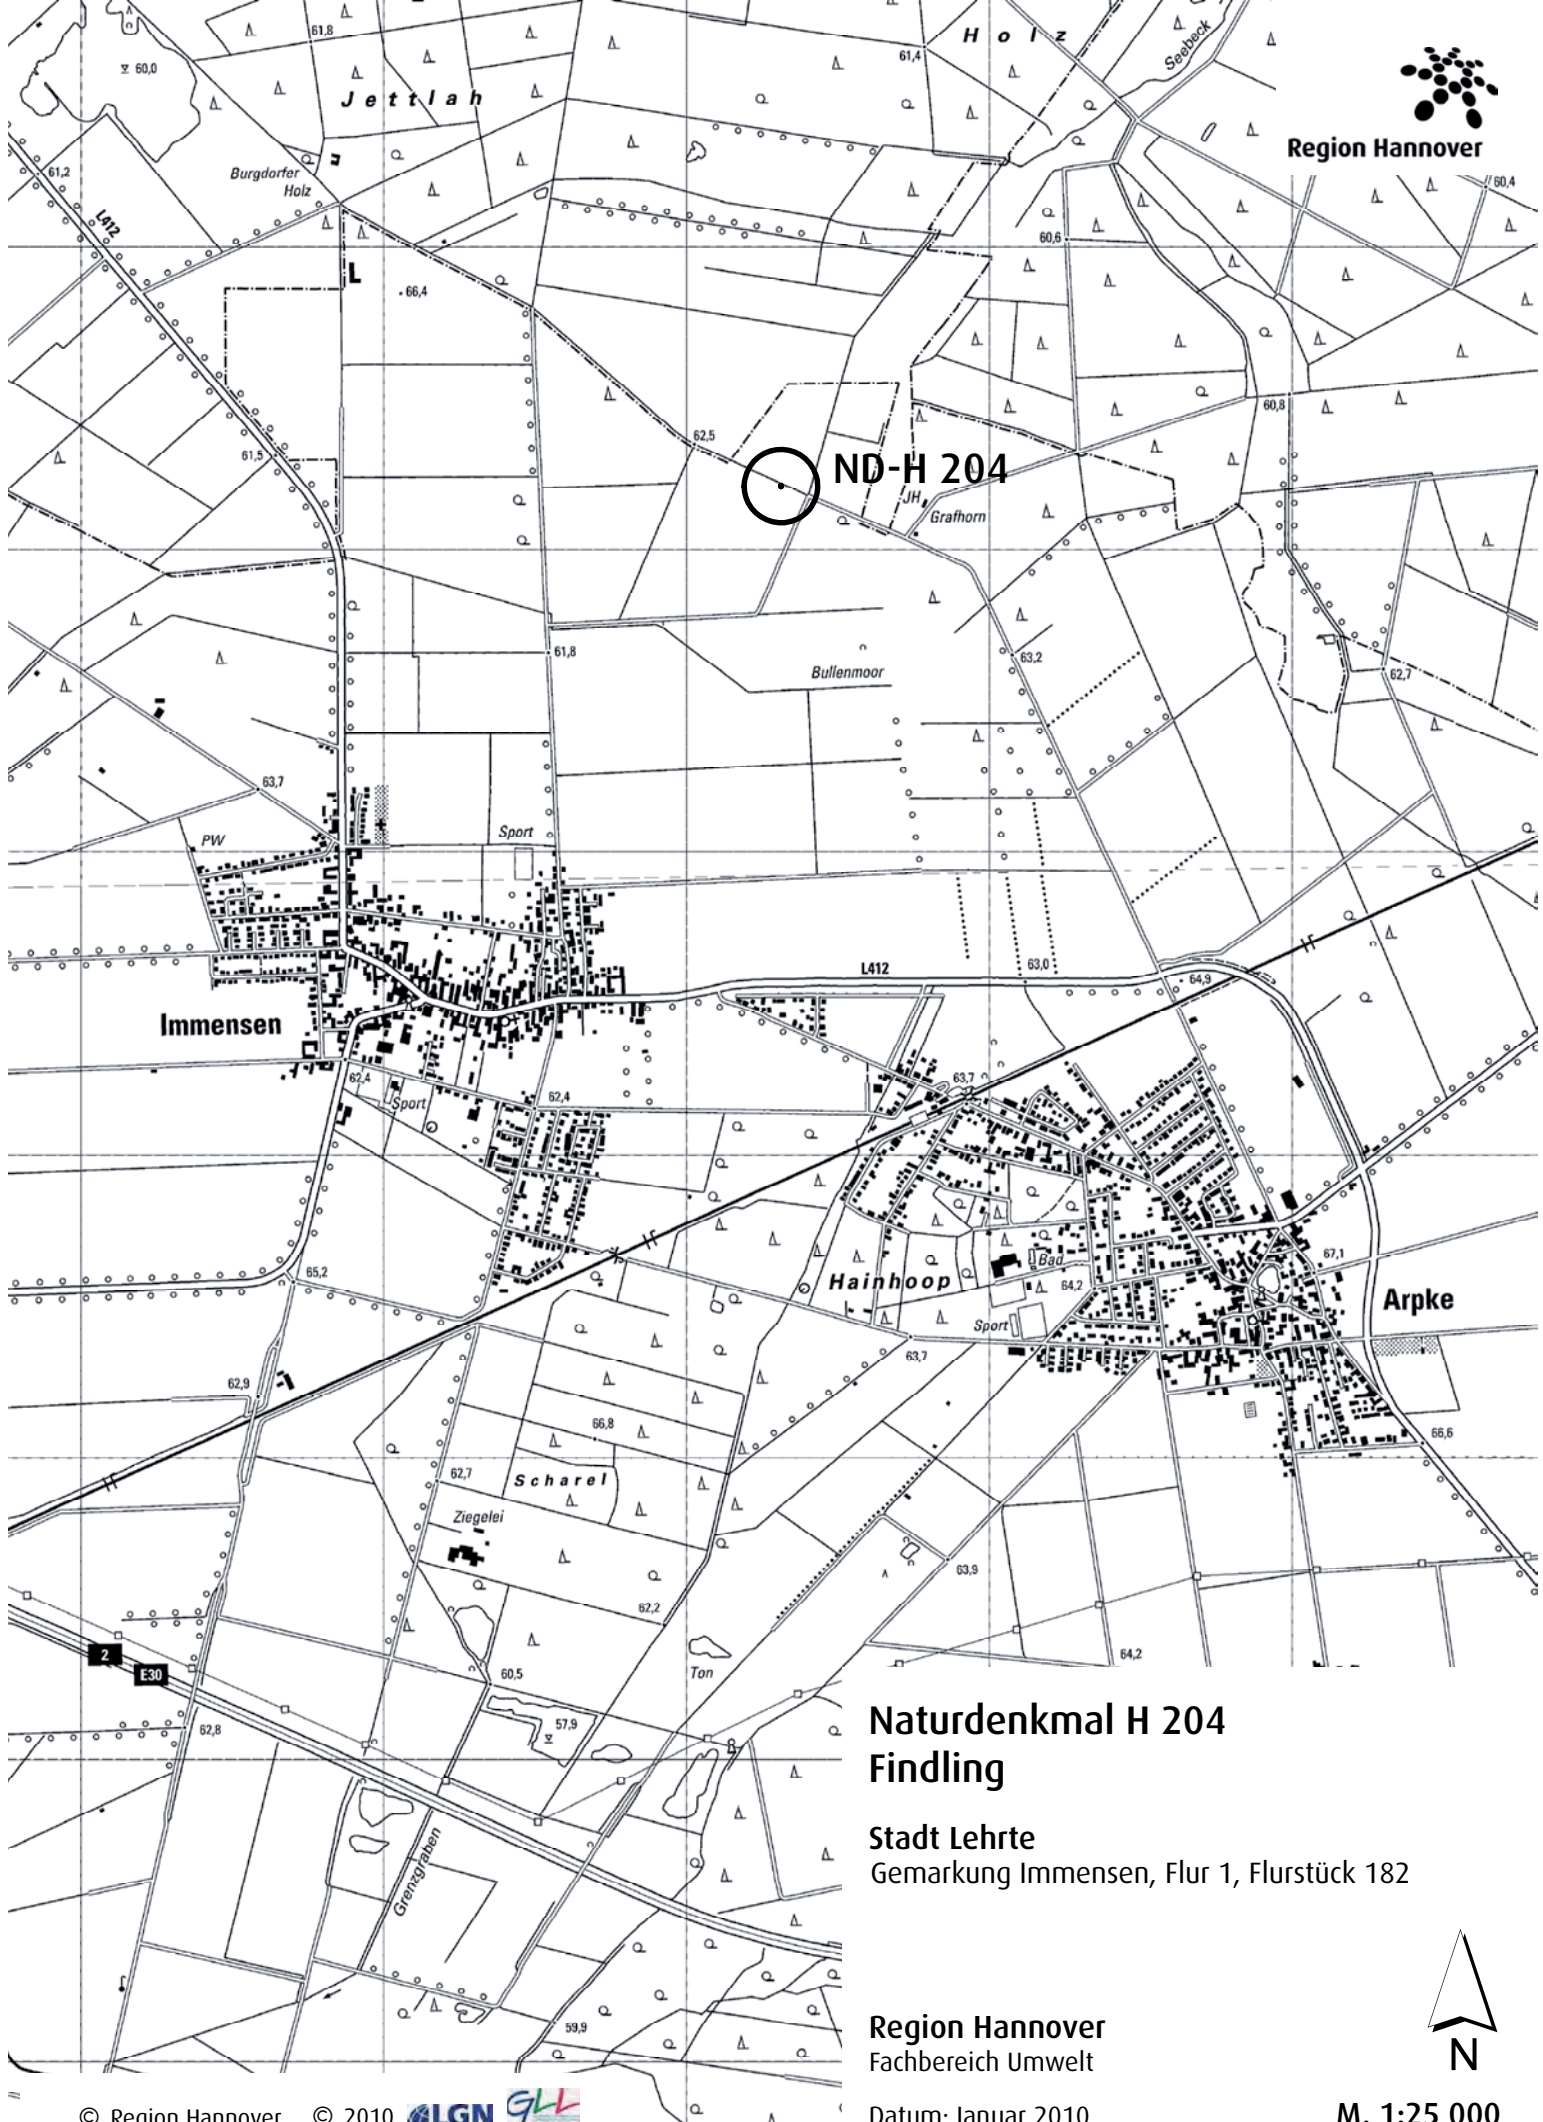 Holz
61,8
61,4
Seebeck
60,0
Jettlah
Region Hannover
Burgdorfer
Holz
61,2
60,4
L412
60,6
L
66,4
60,8
62,5
61,5
ND-H 204
JH
Grafhorn
61,8
63,2
Bullenmoor
62,7
63,7
PW
Sport
L412
63,0
64,9
Immensen
62,4
63,7
Sport
62,4
67,1
65,2
Hainhoop
Bad
64,2
Arpke
Sport
63,7
62,9
66,8
66,6
62,7
Scharel
Ziegelei
63,9
62,2
2
E30
60,5
Ton
64,2
57,9
62,8
Grenzgraben
59,9
Naturdenkmal H 204
Findling
Stadt Lehrte
Gemarkung Immensen, Flur 1, Flurstück 182
Region Hannover
Fachbereich Umwelt
N
© Region Hannover © 2010 LGN GLL
Datum: Januar 2010
M. 1:25 000